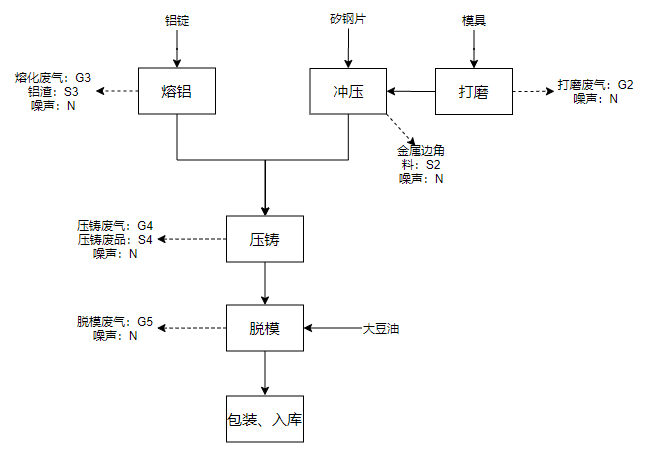 铝锭
矽钢片
模具
熔化废气：G3
铝渣：S3
噪声：N
熔铝
冲压
打磨
打磨废气：G2
噪声：N
金属边角
料：S2
噪声：N
压铸废气：G4
压铸废品：S4
噪声：N
压铸
脱模废气：G5
噪声：N
脱模
大豆油
包装、入库